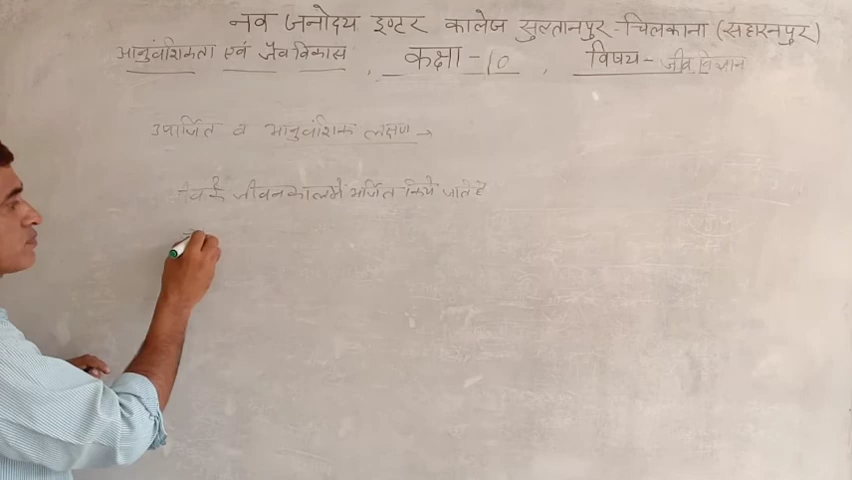 नव जनोदय इण्टर कालेज सुल्तानपुर-चिलकाना (सहारनपुर)
आनुवंशिकता एवं जैव विकास , कक्षा - 10 , विषय - जीव विज्ञान
उपार्जित व आनुवंशिक लक्षण →
जीवन काल में अर्जित किये जाते है